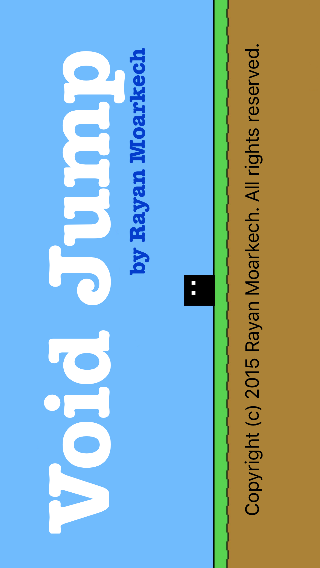 Void Jump
by Rayan Moarkech
Copyright (c) 2015 Rayan Moarkech. All rights reserved.